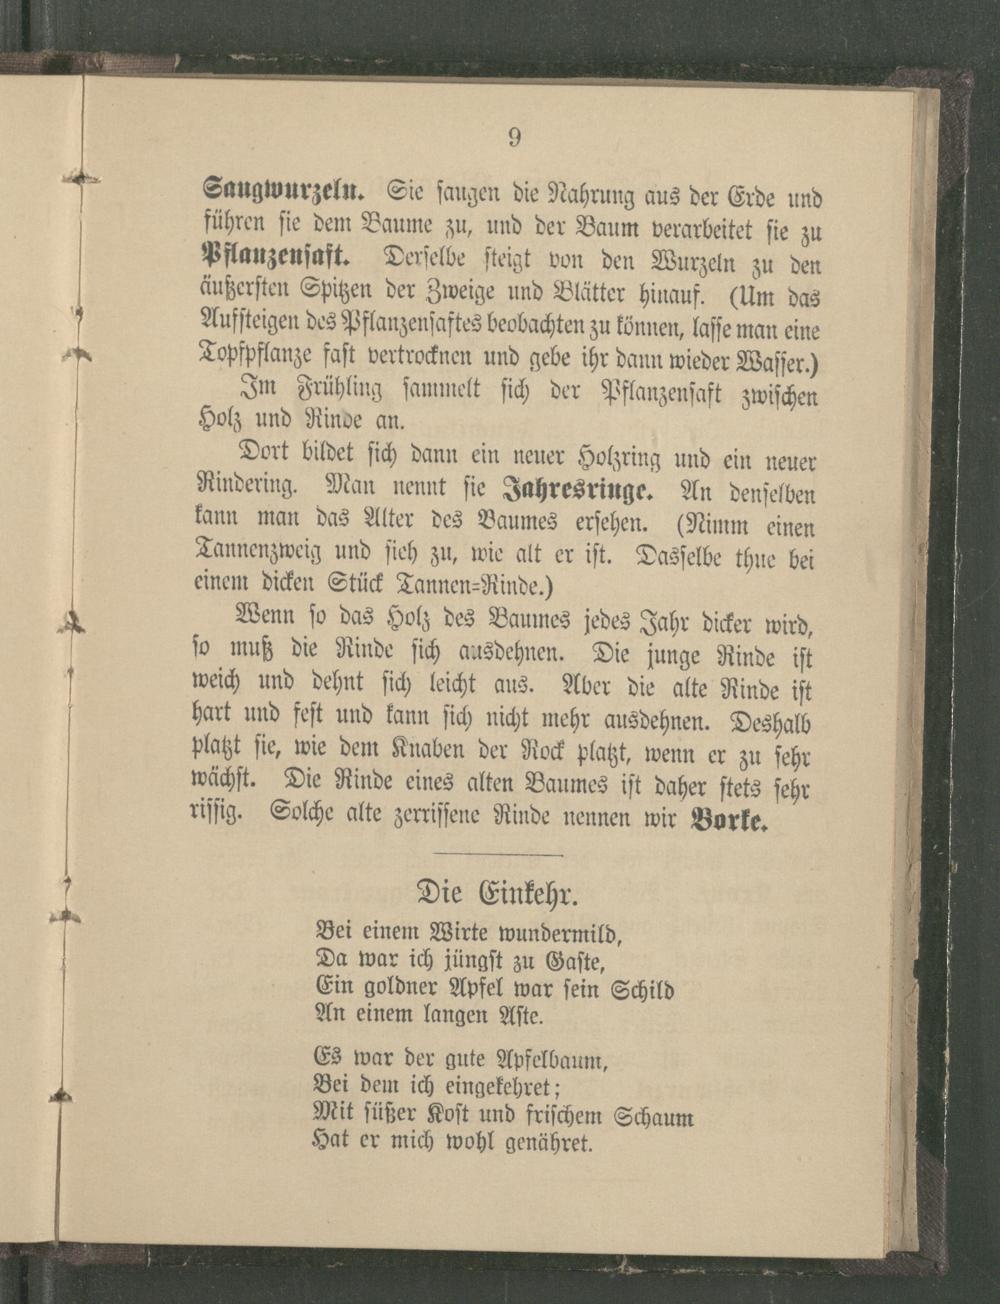 9
Saugwurzeln. Sie saugen die Nahrung aus der Erde und
führen sie dem Baume zu, und der Baum verarbeitet sie zu
Pflanzensaft. Derselbe steigt von den Wurzeln zu den
äußersten Spitzen der Zweige und Blätter hinauf. (Um das
Aufsteigen des Pflanzensaftes beobachten zu können, lasse man eine
Topfpflanze fast vertrocknen und gebe ihr dann wieder Wasser.)
Im Frühling sammelt sich der Pflanzensaft zwischen
Holz und Rinde an.
Dort bildet sich dann ein neuer Holzring und ein neuer
Rindering. Man nennt sie Jahresringe. An denselben
kann man das Alter des Baumes ersehen. (Nimm einen
Tannenzweig und sieh zu, wie alt er ist. Dasselbe thue bei
einem dicken Stück Tannen-Rinde.)
Wenn so das Holz des Baumes jedes Jahr dicker wird,
so muß die Rinde sich ausdehnen. Die junge Rinde ist
weich und dehnt sich leicht aus. Aber die alte Rinde ist
hart und fest und kann sich nicht mehr ausdehnen. Deshalb
platzt sie, wie dem Knaben der Rock platzt, wenn er zu sehr
wächst. Die Rinde eines alten Baumes ist daher stets sehr
rissig. Solche alte zerrissene Rinde nennen wir Borke.
Die Einkehr.
Bei einem Wirte wundermild,
Da war ich jüngst zu Gaste,
Ein goldner Apfel war sein Schild
An einem langen Aste.
Es war der gute Apfelbaum,
Bei dem ich eingekehret;
Mit süßer Kost und frischem Schaum
Hat er mich wohl genähret.